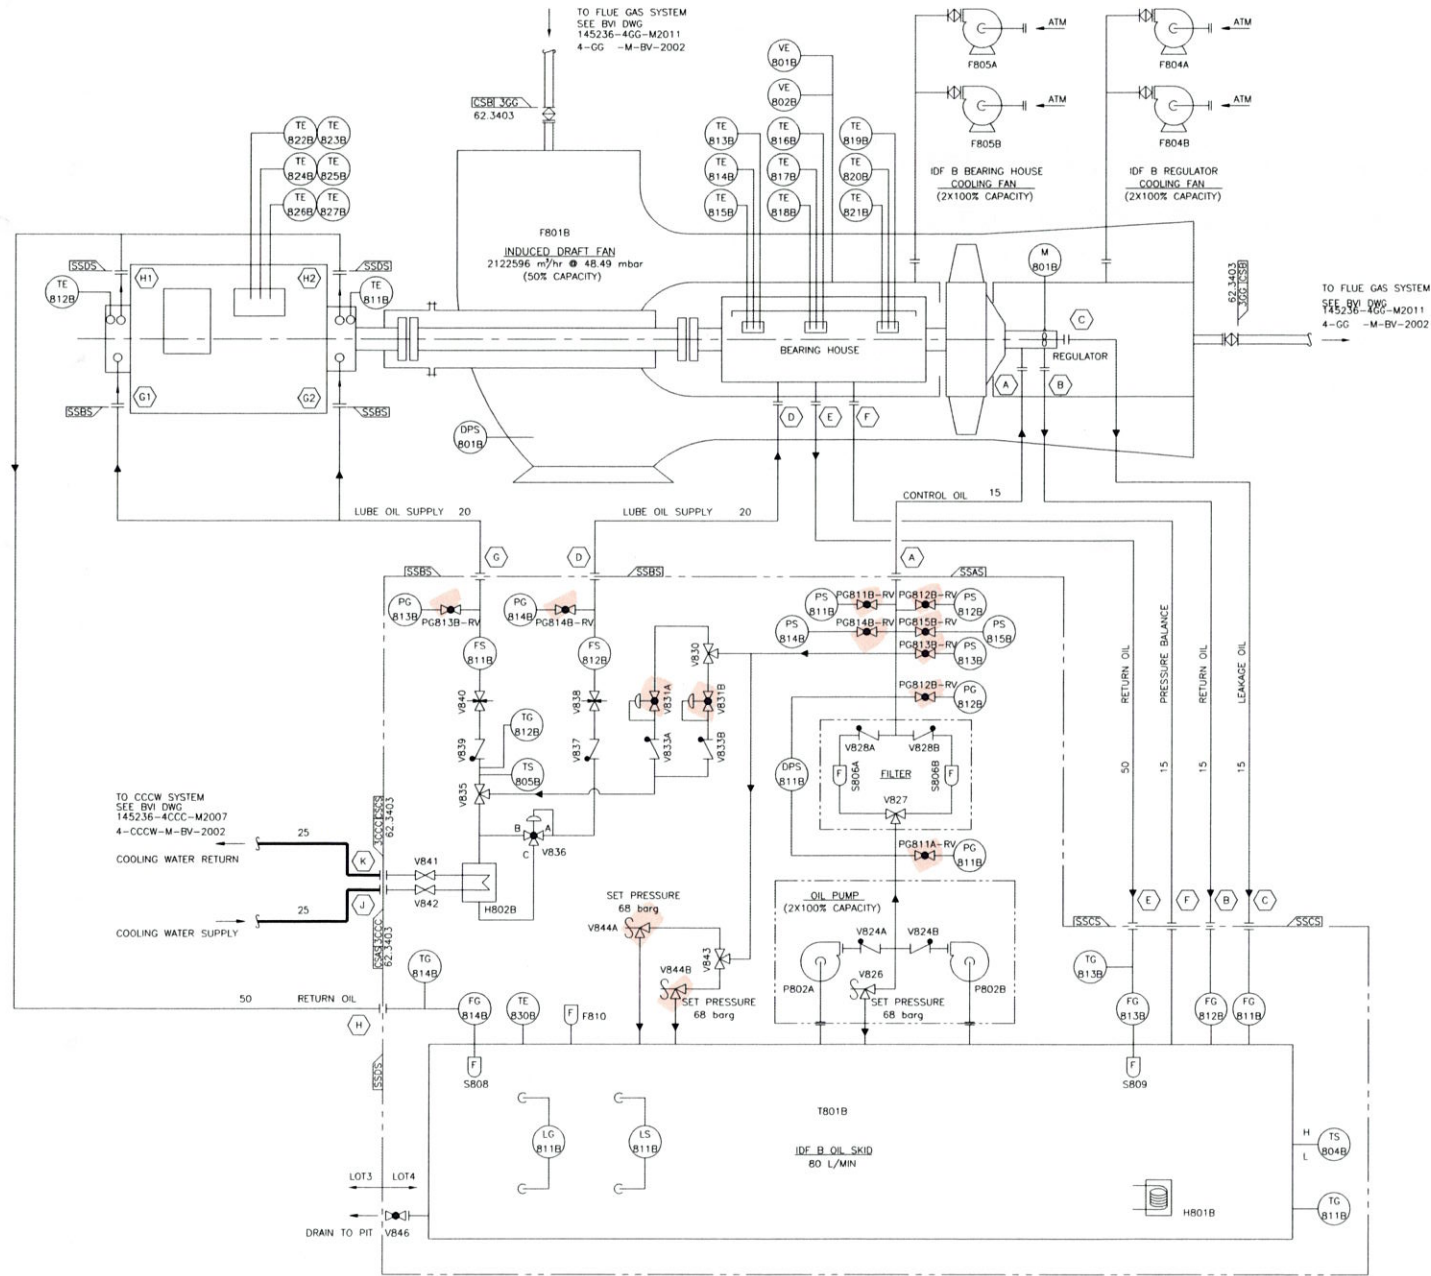 TO FLUE GAS SYSTEM
SEE BVI DWG
145236-4GG-M2011
4-GG -M-BV-2002
CSB 3GG
62.3403
VE
801B
VE
802B
ATM
F805A
ATM
F804A
ATM
F805B
ATM
F804B
IDF B BEARING HOUSE
COOLING FAN
(2X100% CAPACITY)
IDF B REGULATOR
COOLING FAN
(2X100% CAPACITY)
TE
822B
TE
823B
TE
824B
TE
825B
TE
826B
TE
827B
TE
813B
TE
816B
TE
819B
TE
814B
TE
817B
TE
820B
TE
815B
TE
818B
TE
821B
F801B
INDUCED DRAFT FAN
2122596 m³/hr @ 48.49 mbar
(50% CAPACITY)
SSDS
H1
H2
SSDS
TE
812B
TE
811B
M
801B
62.3403
3GG CSB
TO FLUE GAS SYSTEM
SEE BVI DWG
145236-4GG-M2011
4-GG -M-BV-2002
BEARING HOUSE
REGULATOR
C
A
B
G1
G2
SSBS
SSBS
D
E
F
DPS
801B
CONTROL OIL 15
LUBE OIL SUPPLY 20
LUBE OIL SUPPLY 20
G
D
A
SSBS
SSBS
SSAS
PG
813B
PG813B-RV
PG
814B
PG814B-RV
PS
811B
PG811B-RV
PG812B-RV
PS
812B
PS
814B
PG814B-RV
PG815B-RV
PS
815B
PG813B-RV
PS
813B
FS
811B
FS
812B
V830
V840
V838
V831A
V831B
PG812B-RV
PG
812B
TG
812B
V839
V837
V833A
V833B
TS
805B
V835
V828A
V828B
S806A
FILTER
S806B
F
F
DPS
811B
V827
RETURN OIL
PRESSURE BALANCE
RETURN OIL
LEAKAGE OIL
50
15
15
15
TO CCCW SYSTEM
SEE BVI DWG
145236-4CCC-M2007
4-CCCW-M-BV-2002
25
COOLING WATER RETURN
3CCC CSCS
62.3403
K
V841
B
A
C
V836
PG811A-RV
PG
811B
J
V842
H802B
25
COOLING WATER SUPPLY
CSAS 3CCC
62.3403
SET PRESSURE
68 barg
V844A
V843
V844B
SET PRESSURE
68 barg
OIL PUMP
(2X100% CAPACITY)
V824A
V824B
P802A
V826
P802B
SET PRESSURE
68 barg
E
F
B
C
SSCS
SSCS
TG
814B
TG
813B
50 RETURN OIL
H
FG
814B
TE
830B
F
F810
FG
813B
FG
812B
FG
811B
SSDS
F
S808
F
S809
T801B
IDF B OIL SKID
80 L/MIN
LG
811B
LS
811B
H
L
TS
804B
LOT3
LOT4
H801B
TG
811B
DRAIN TO PIT V846